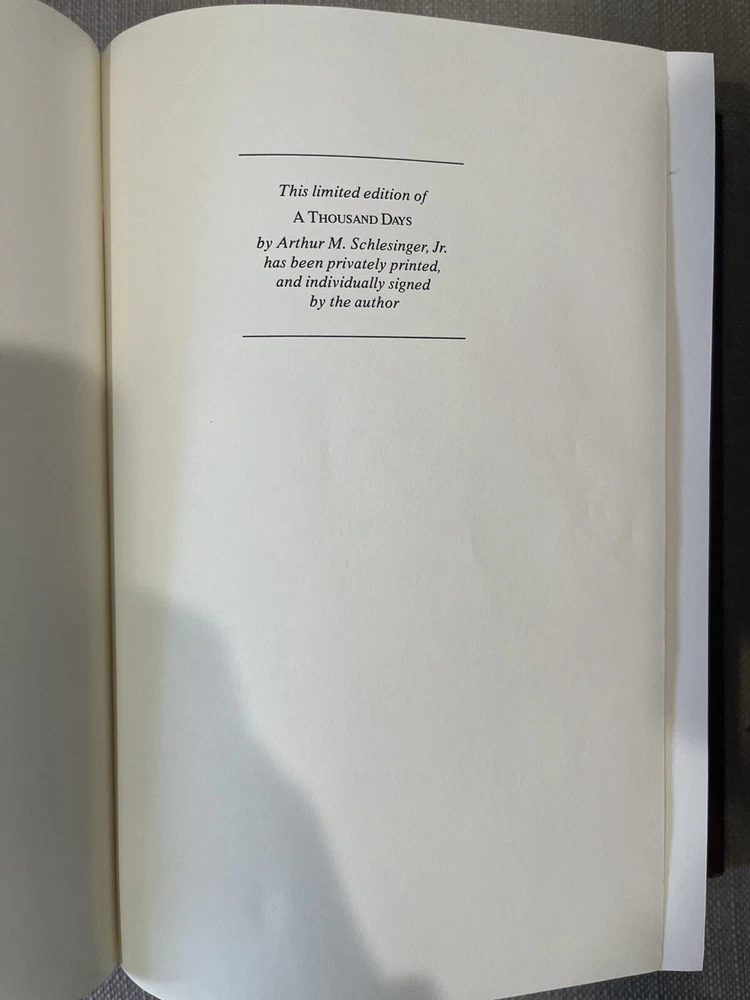 This limited edition of
A THOUSAND DAYS
by Arthur M. Schlesinger, Jr.
has been privately printed,
and individually signed
by the author